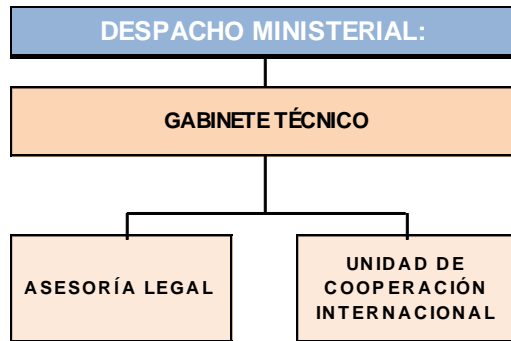 DESPACHO MINISTERIAL:
GABINETE TÉCNICO
ASESORÍA LEGAL
UNIDAD DE
COOPERACIÓN
INTERNACIONAL